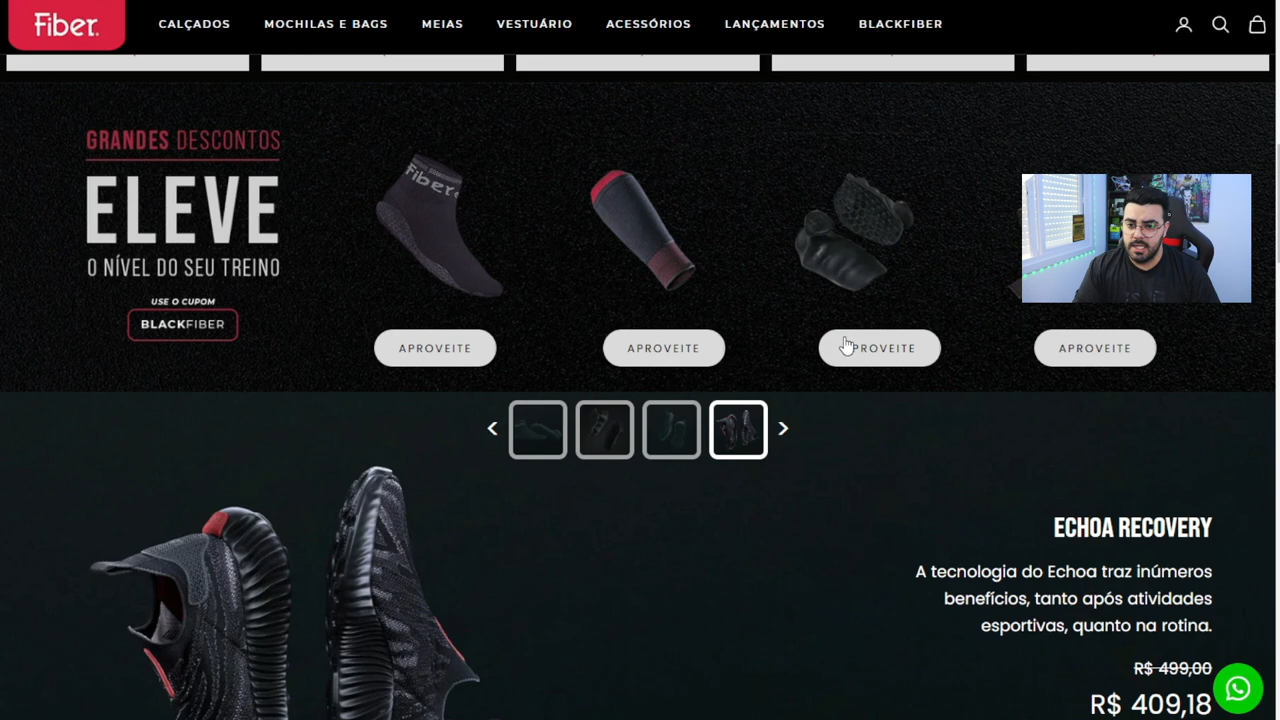 Fiber.
CALÇADOS MOCHILAS E BAGS MEIAS VESTUÁRIO ACESSÓRIOS LANÇAMENTOS BLACKFIBER
GRANDES DESCONTOS
ELEVE
O NÍVEL DO SEU TREINO
USE O CUPOM
BLACKFIBER
Fiber
APROVEITE APROVEITE PROVEITE APROVEITE
< >
ECHOA RECOVERY
A tecnologia do Echoa traz inúmeros
benefícios, tanto após atividades
esportivas, quanto na rotina.
R$ 499,00
R$ 409,18